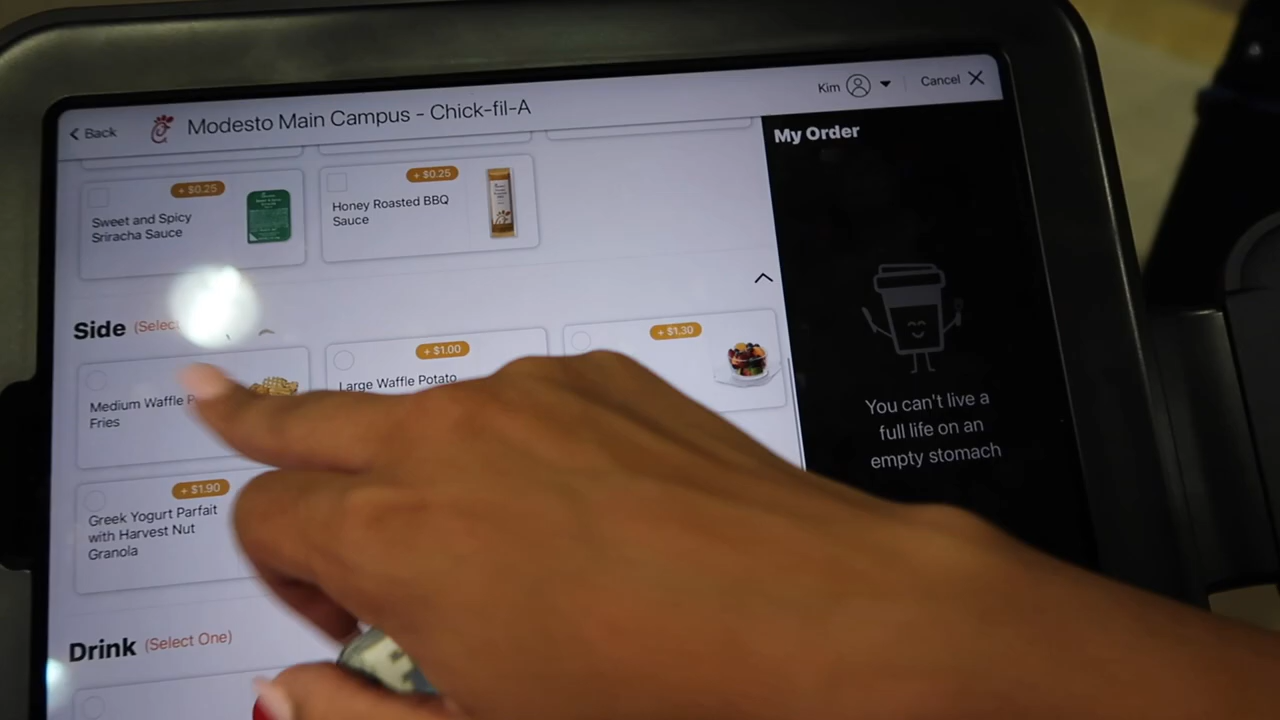 Back
Modesto Main Campus - Chick-fil-A
Kim
Cancel
My Order
+ $0.25
Sweet and Spicy
Sriracha Sauce
+ $0.25
Honey Roasted BBQ
Sauce
Side (Select
Medium Waffle
Fries
+ $1.00
Large Waffle Potato
+ $1.30
+ $1.90
Greek Yogurt Parfait
with Harvest Nut
Granola
Drink (Select One)
You can't live a
full life on an
empty stomach